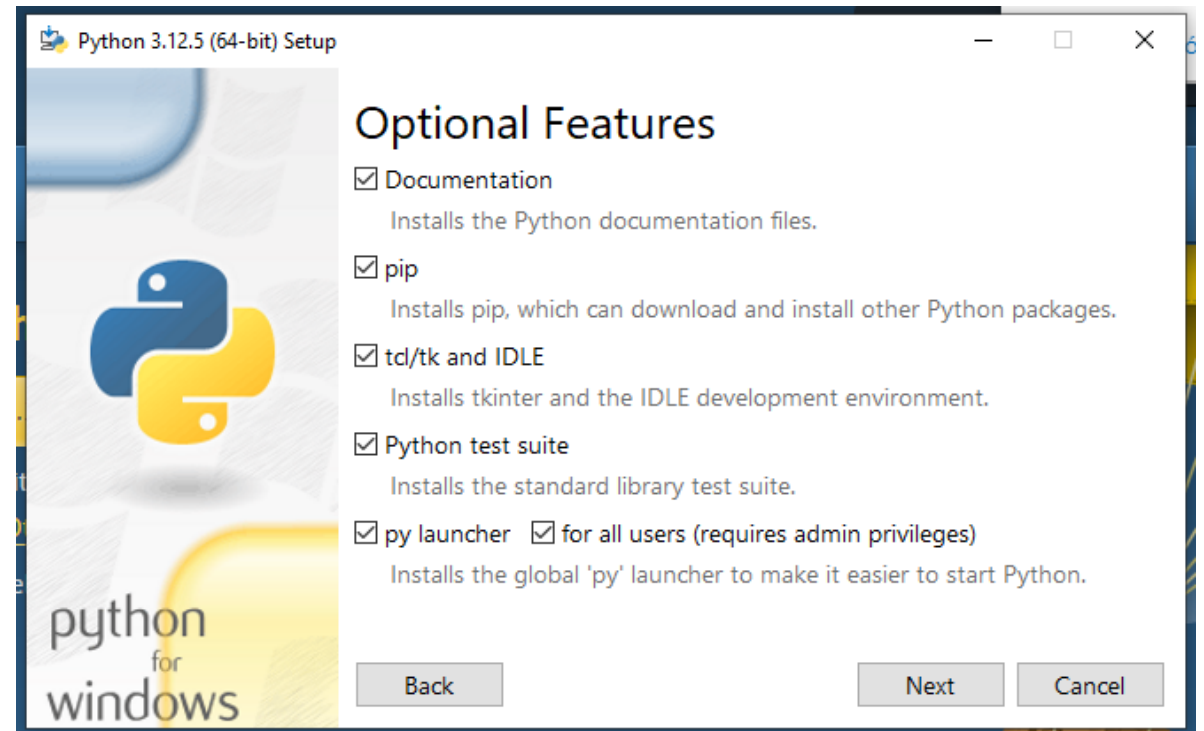 Python 3.12.5 (64-bit) Setup
Optional Features
Documentation
Installs the Python documentation files.
pip
Installs pip, which can download and install other Python packages.
tcl/tk and IDLE
Installs tkinter and the IDLE development environment.
Python test suite
Installs the standard library test suite.
py launcher for all users (requires admin privileges)
Installs the global 'py' launcher to make it easier to start Python.
python
for
windows
Back Next Cancel